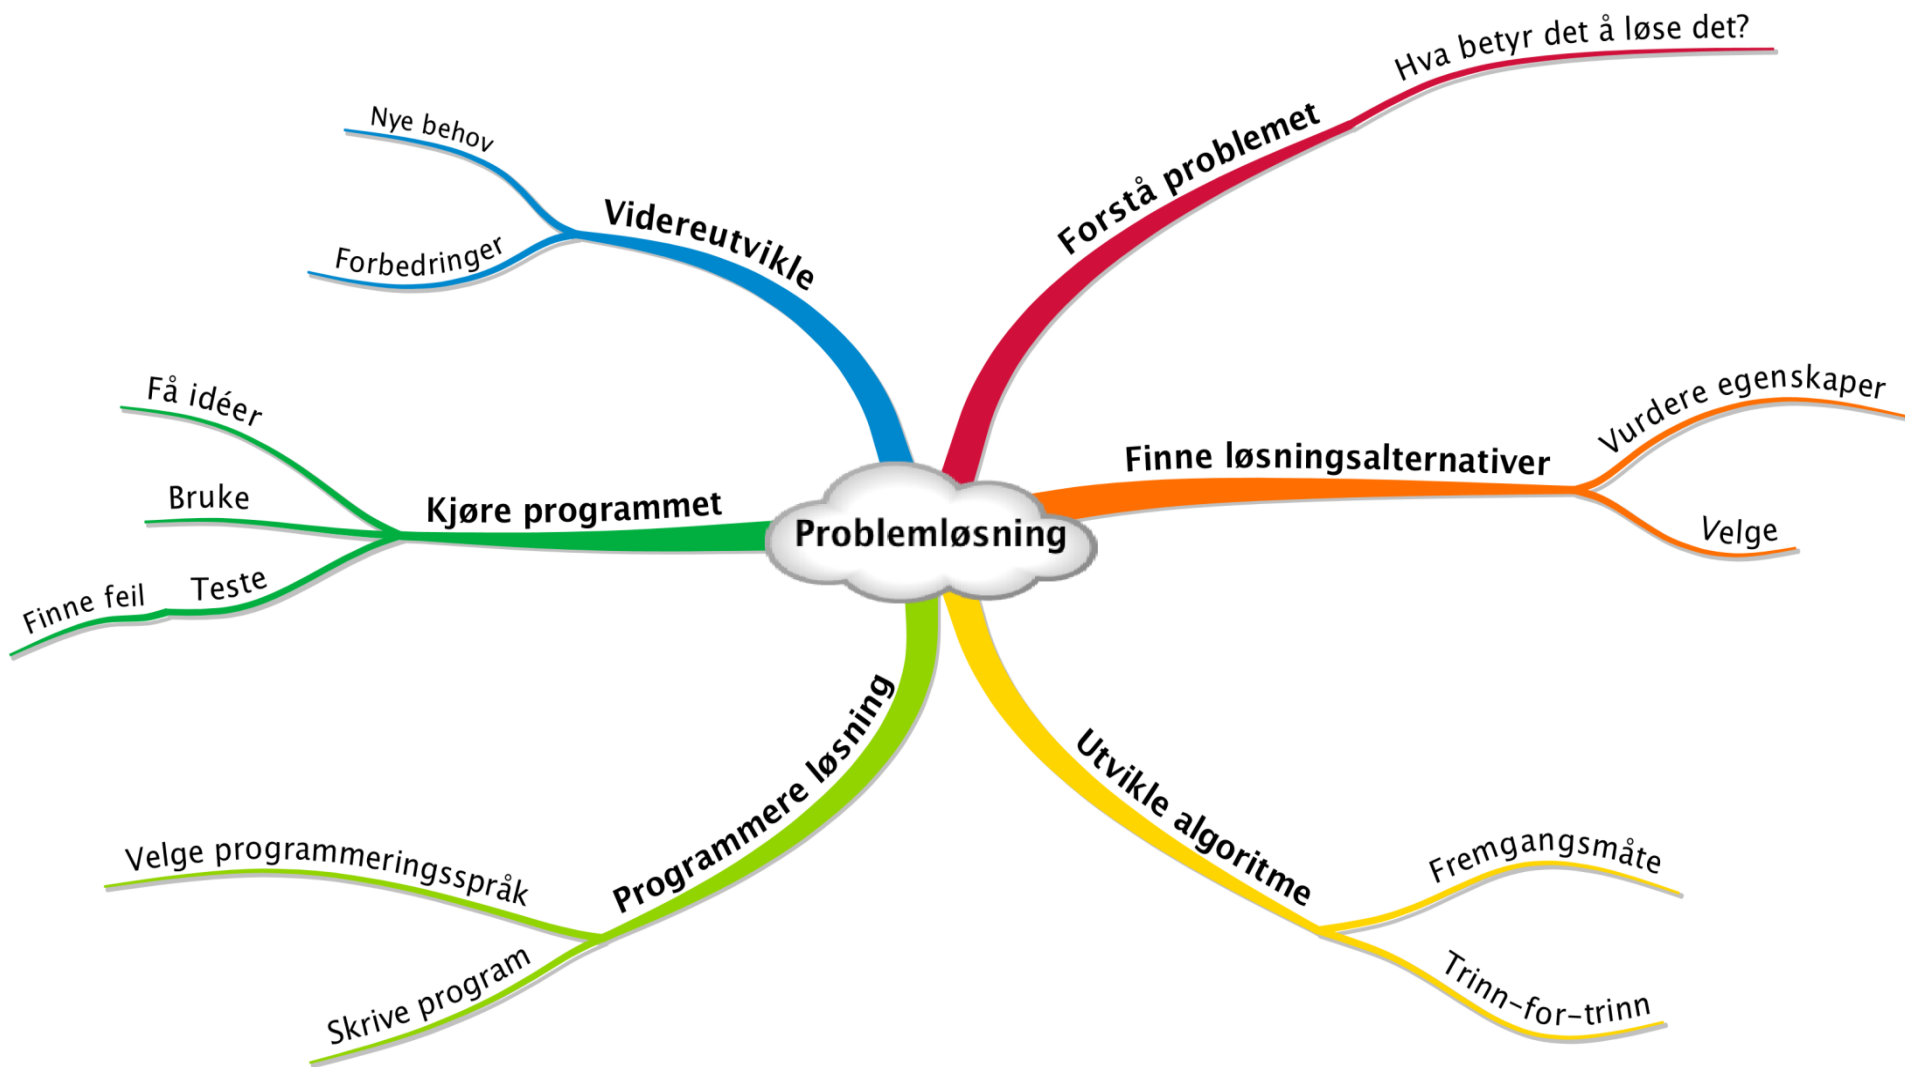 Problemløsning
Forstå problemet
Hva betyr det å løse det?
Finne løsningsalternativer
Vurdere egenskaper
Velge
Utvikle algoritme
Fremgangsmåte
Trinn-for-trinn
Programmere løsning
Velge programmeringsspråk
Skrive program
Kjøre programmet
Få idéer
Bruke
Teste
Finne feil
Videreutvikle
Nye behov
Forbedringer